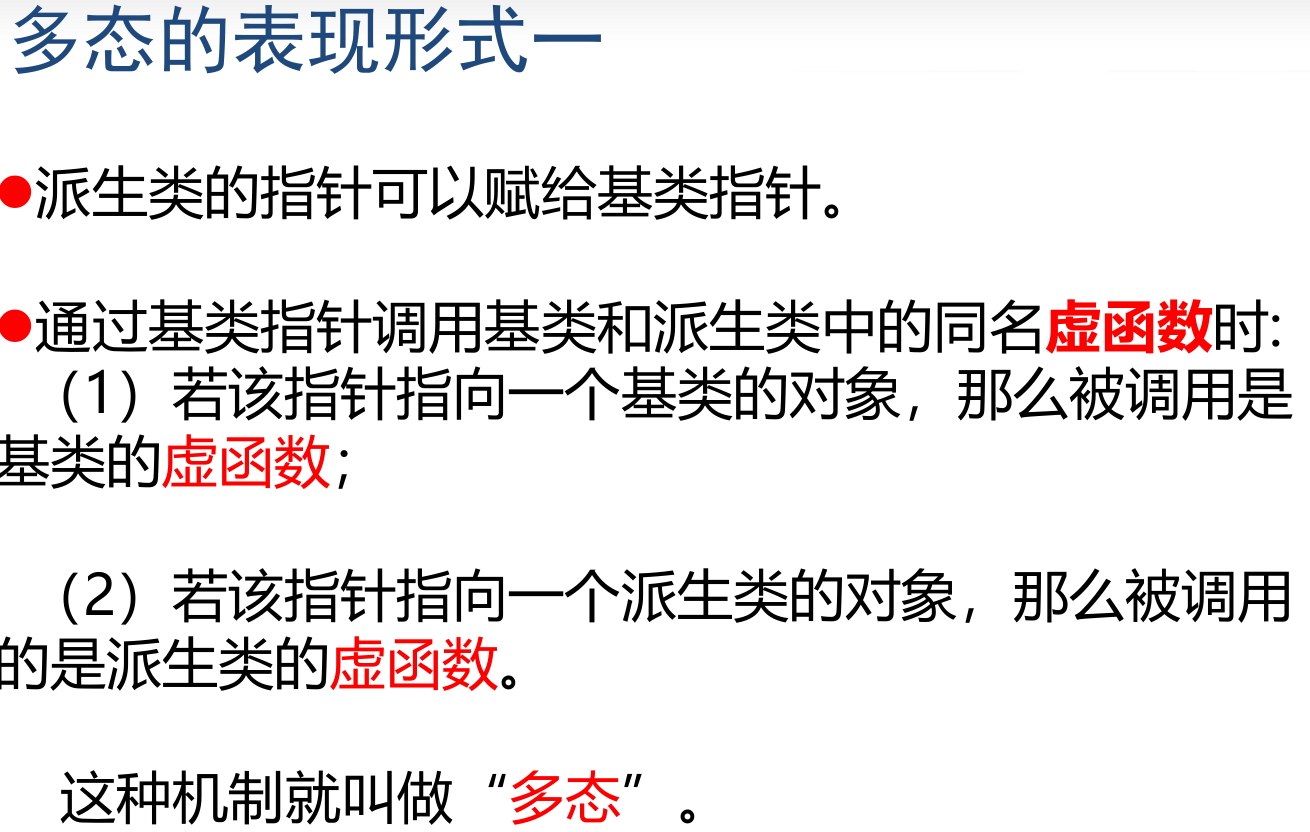 多态的表现形式一
●派生类的指针可以赋给基类指针。
●通过基类指针调用基类和派生类中的同名虚函数时:
（1）若该指针指向一个基类的对象，那么被调用是
基类的虚函数；
（2）若该指针指向一个派生类的对象，那么被调用
的是派生类的虚函数。
这种机制就叫做“多态”。